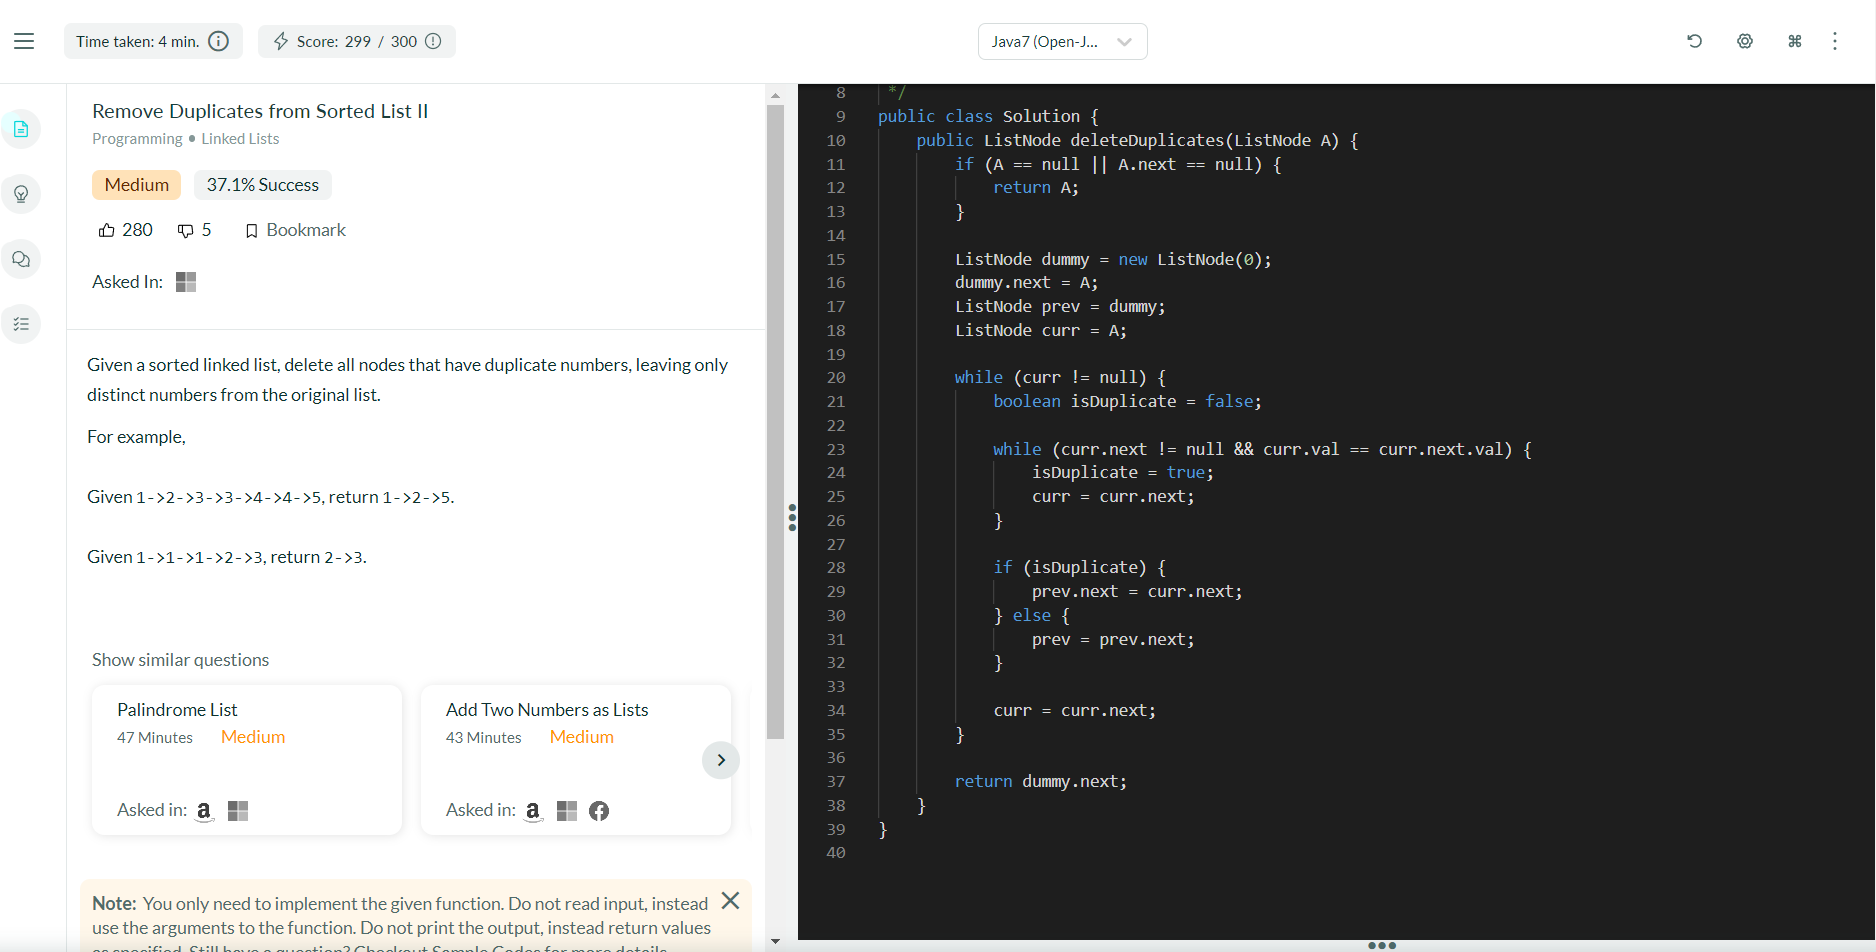 Time taken: 4 min.
Score: 299 / 300
Java7 (Open-J...
Remove Duplicates from Sorted List II
Programming • Linked Lists
Medium
37.1% Success
280
5
Bookmark
Asked In:
Given a sorted linked list, delete all nodes that have duplicate numbers, leaving only
distinct numbers from the original list.
For example,
Given 1->2->3->3->4->4->5, return 1->2->5.
Given 1->1->1->2->3, return 2->3.
Show similar questions
Palindrome List
47 Minutes Medium
Asked in:
Add Two Numbers as Lists
43 Minutes Medium
Asked in:
Note: You only need to implement the given function. Do not read input, instead
use the arguments to the function. Do not print the output, instead return values
as specified. Still have a question? Checkout Sample Codes for more details.
8 */
9 public class Solution {
10 public ListNode deleteDuplicates(ListNode A) {
11 if (A == null || A.next == null) {
12 return A;
13 }
14
15 ListNode dummy = new ListNode(0);
16 dummy.next = A;
17 ListNode prev = dummy;
18 ListNode curr = A;
19
20 while (curr != null) {
21 boolean isDuplicate = false;
22
23 while (curr.next != null && curr.val == curr.next.val) {
24 isDuplicate = true;
25 curr = curr.next;
26 }
27
28 if (isDuplicate) {
29 prev.next = curr.next;
30 } else {
31 prev = prev.next;
32 }
33
34 curr = curr.next;
35 }
36
37 return dummy.next;
38 }
39 }
40